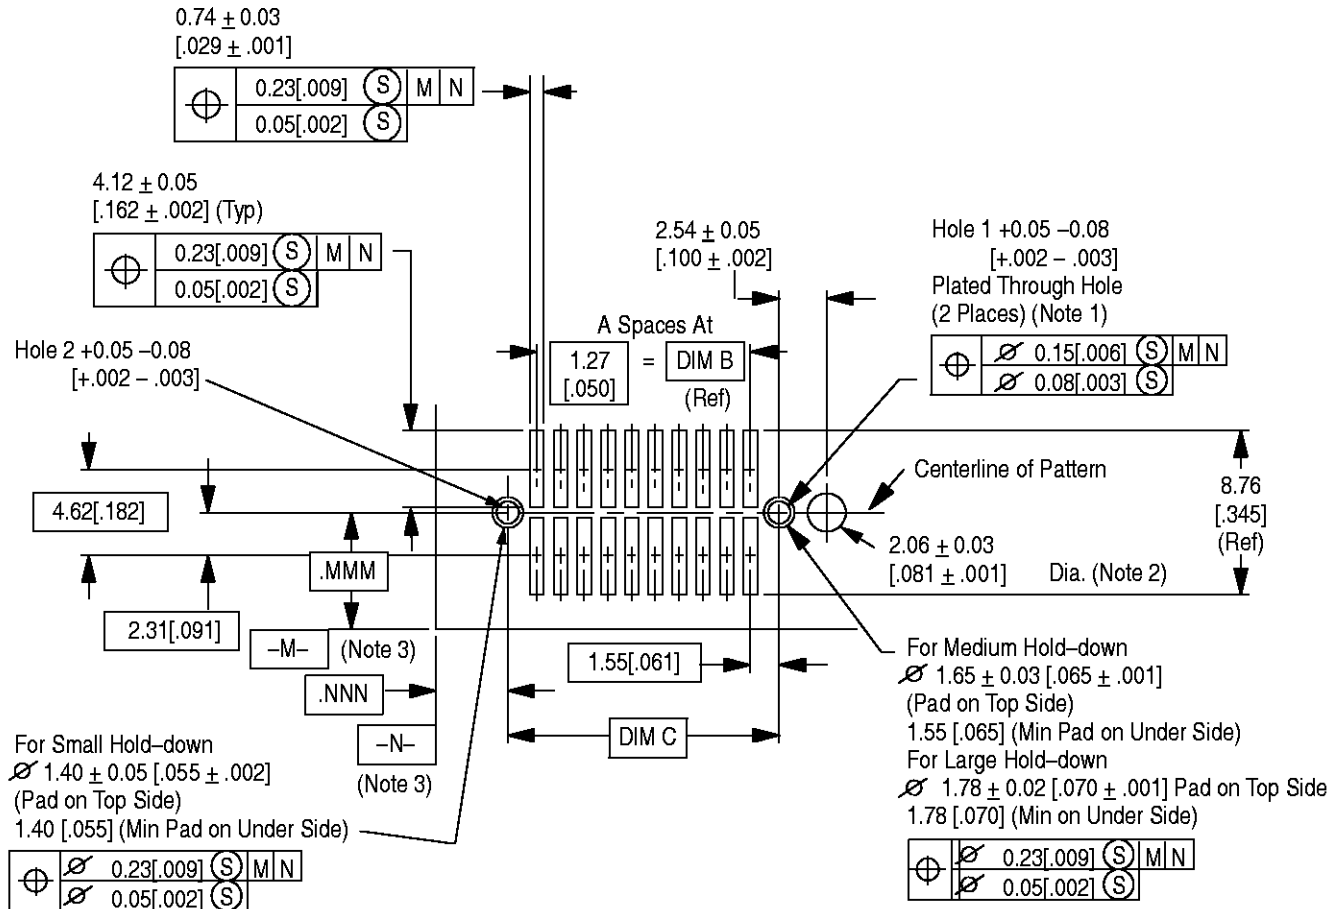 0.74 ± 0.03
[.029 ± .001]
0.23[.009] Ⓢ M N
0.05[.002] Ⓢ
4.12 ± 0.05
[.162 ± .002] (Typ)
0.23[.009] Ⓢ M N
0.05[.002] Ⓢ
2.54 ± 0.05
[.100 ± .002]
Hole 1 +0.05 –0.08
[+.002 – .003]
Plated Through Hole
(2 Places) (Note 1)
⌀ 0.15[.006] Ⓢ M N
⌀ 0.08[.003] Ⓢ
A Spaces At
1.27
[.050]
= DIM B
(Ref)
Hole 2 +0.05 –0.08
[+.002 – .003]
Centerline of Pattern
8.76
[.345]
(Ref)
4.62[.182]
.MMM
2.06 ± 0.03
[.081 ± .001] Dia. (Note 2)
2.31[.091]
–M– (Note 3)
1.55[.061]
.NNN
–N–
(Note 3)
DIM C
For Medium Hold–down
⌀ 1.65 ± 0.03 [.065 ± .001]
(Pad on Top Side)
1.55 [.065] (Min Pad on Under Side)
For Large Hold–down
⌀ 1.78 ± 0.02 [.070 ± .001] Pad on Top Side
1.78 [.070] (Min on Under Side)
⌀ 0.23[.009] Ⓢ M N
⌀ 0.05[.002] Ⓢ
For Small Hold–down
⌀ 1.40 ± 0.05 [.055 ± .002]
(Pad on Top Side)
1.40 [.055] (Min Pad on Under Side)
⌀ 0.23[.009] Ⓢ M N
⌀ 0.05[.002] Ⓢ